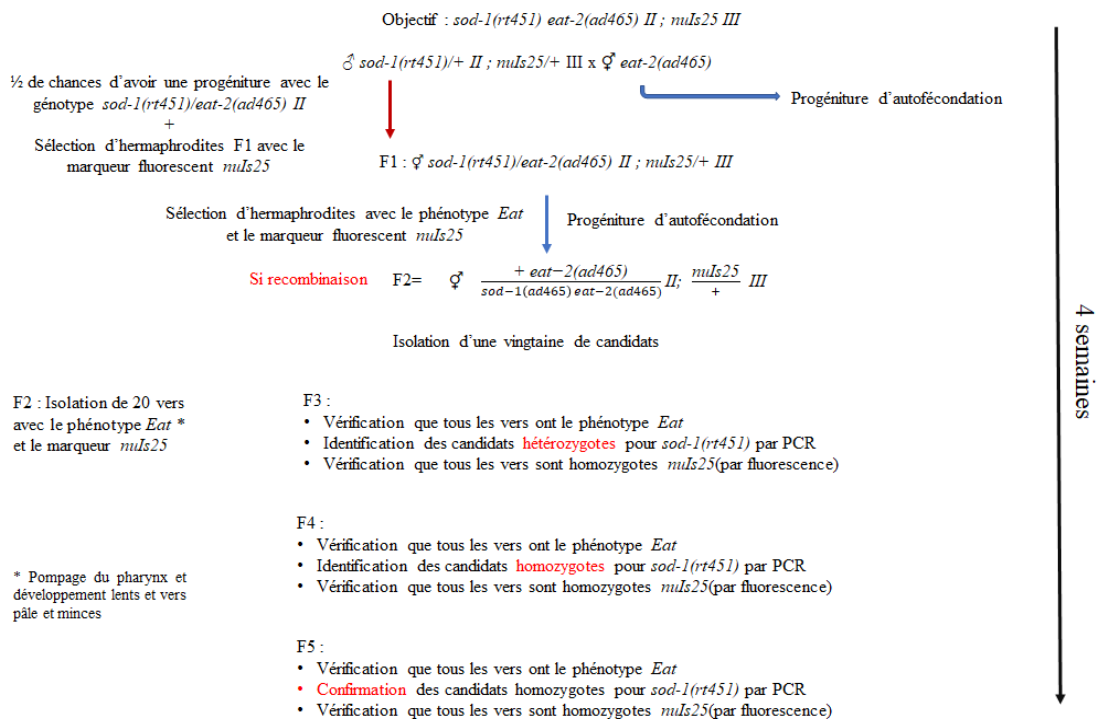 Objectif : sod-1(rt451) eat-2(ad465) II ; nuIs25 III
♂ sod-1(rt451)/+ II ; nuIs25/+ III x ⚥ eat-2(ad465)
½ de chances d’avoir une progéniture avec le
génotype sod-1(rt451)/eat-2(ad465) II
+
Sélection d’hermaphrodites F1 avec le
marqueur fluorescent nuIs25
Progéniture d’autofécondation
F1 : ⚥ sod-1(rt451)/eat-2(ad465) II ; nuIs25/+ III
Sélection d’hermaphrodites avec le phénotype Eat
et le marqueur fluorescent nuIs25
Progéniture d’autofécondation
Si recombinaison F2= ⚥ + eat−2(ad465) / sod−1(ad465) eat−2(ad465) II; nuIs25 / + III
Isolation d’une vingtaine de candidats
4 semaines
F2 : Isolation de 20 vers
avec le phénotype Eat *
et le marqueur nuIs25
F3 :
• Vérification que tous les vers ont le phénotype Eat
• Identification des candidats hétérozygotes pour sod-1(rt451) par PCR
• Vérification que tous les vers sont homozygotes nuIs25(par fluorescence)
F4 :
• Vérification que tous les vers ont le phénotype Eat
• Identification des candidats homozygotes pour sod-1(rt451) par PCR
• Vérification que tous les vers sont homozygotes nuIs25(par fluorescence)
* Pompage du pharynx et
développement lents et vers
pâle et minces
F5 :
• Vérification que tous les vers ont le phénotype Eat
• Confirmation des candidats homozygotes pour sod-1(rt451) par PCR
• Vérification que tous les vers sont homozygotes nuIs25(par fluorescence)